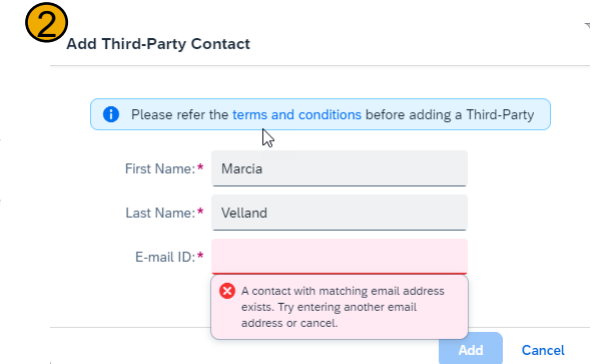 2
Add Third-Party Contact
Please refer the terms and conditions before adding a Third-Party
First Name:* Marcia
Last Name:* Velland
E-mail ID:*
A contact with matching email address
exists. Try entering another email
address or cancel.
Add Cancel